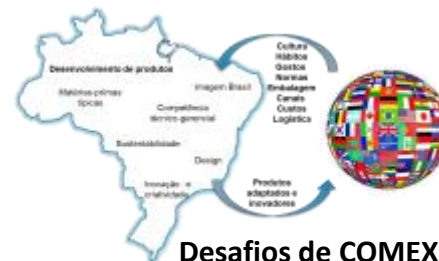 Desenvolvimento de produtos
Matérias-primas
típicas
Imagem Brasil
Competência
técnico-gerencial
Sustentabilidade
Design
Inovação e
criatividade
Cultura
Hábitos
Gostos
Normas
Embalagem
Canais
Custos
Logística
Produtos
adaptados e
inovadores
Desafios de COMEX